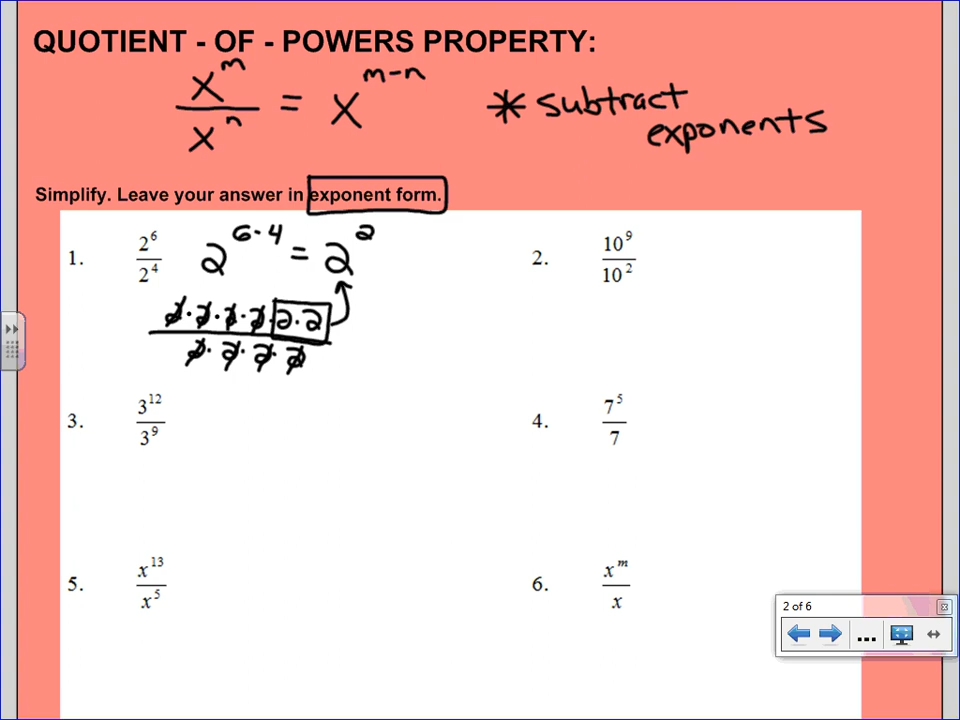 QUOTIENT - OF - POWERS PROPERTY:
x^m / x^n = x^(m-n) * subtract exponents
Simplify. Leave your answer in exponent form.
1. 2^6 / 2^4 2^(6·4) = 2^2
2·2·2·2·2·2 / 2·2·2·2
2. 10^9 / 10^2
3. 3^12 / 3^9
4. 7^5 / 7
5. x^13 / x^5
6. x^m / x
2 of 6
...